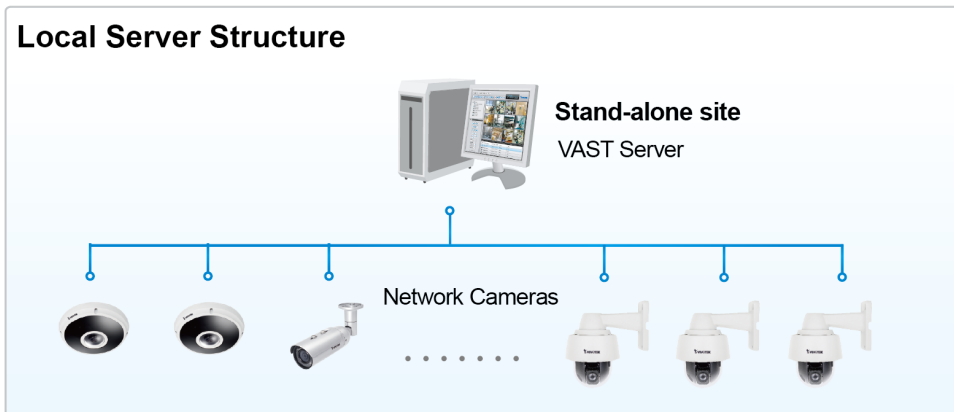 Local Server Structure
Stand-alone site
VAST Server
Network Cameras